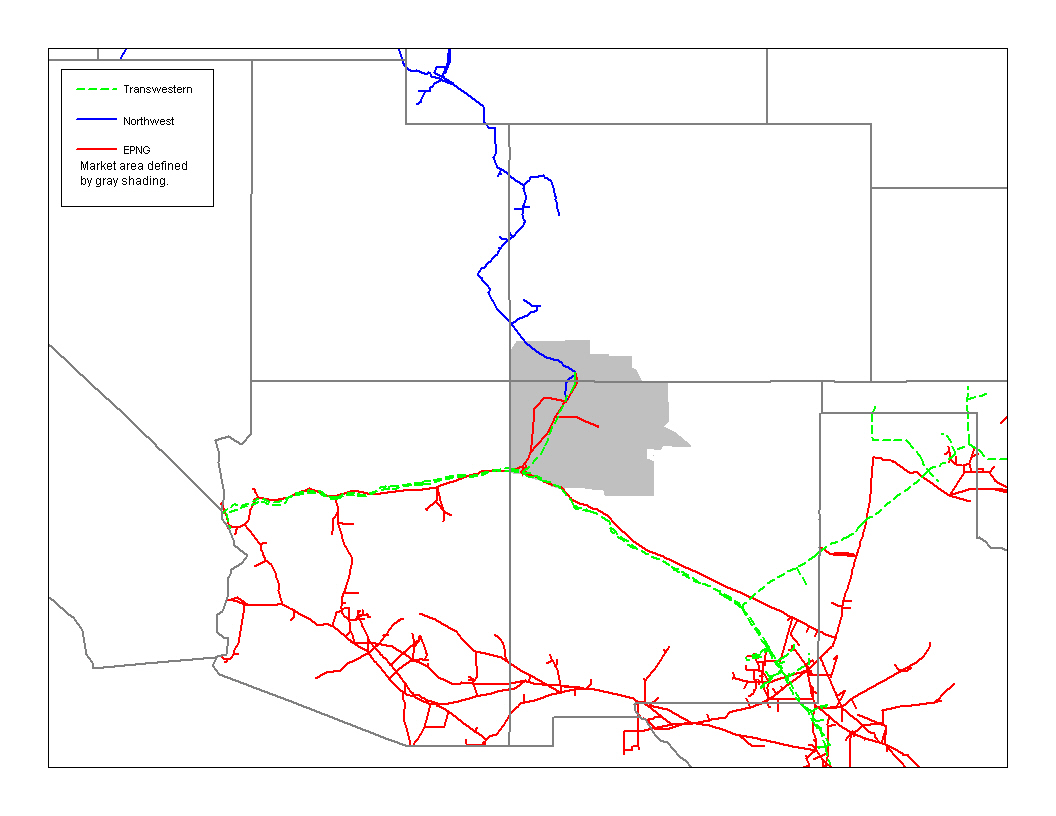 Transwestern
Northwest
EPNG
Market area defined
by gray shading.